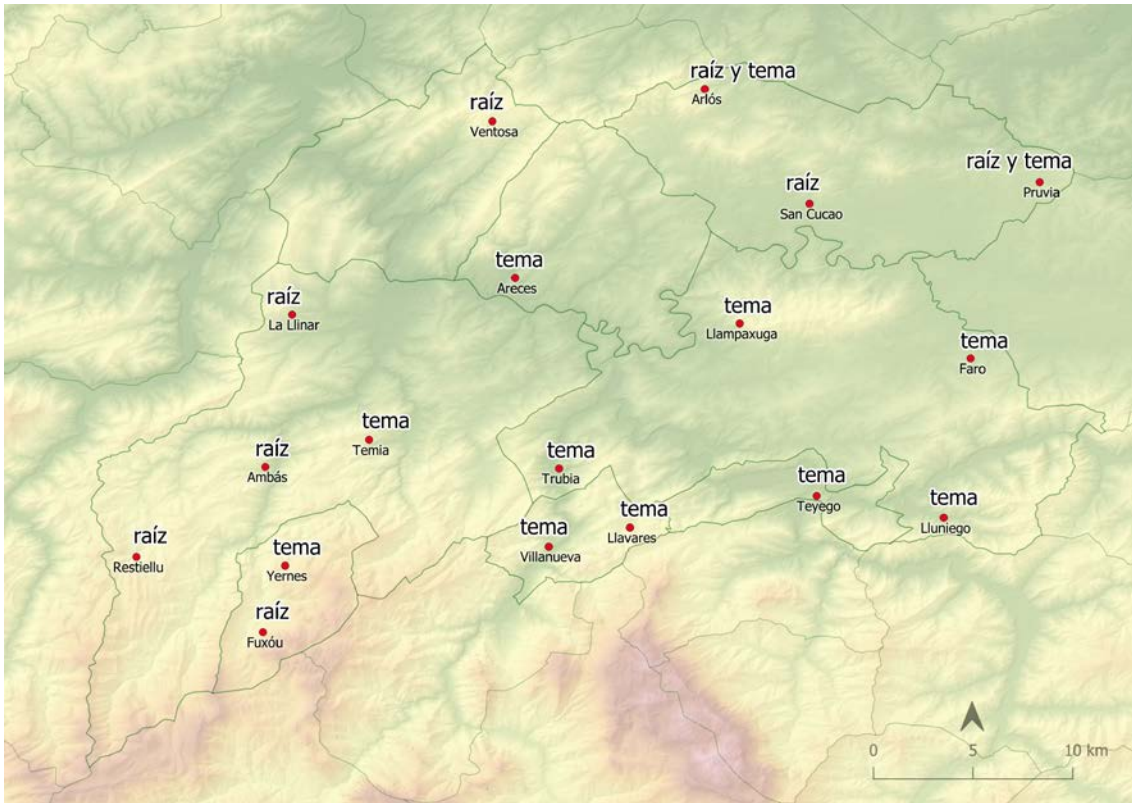 raíz y tema
Arlós
raíz
Ventosa
raíz y tema
Pruvia
raíz
San Cucao
tema
Areces
raíz
La Llinar
tema
Llampaxuga
tema
Faro
tema
Temia
raíz
Ambás
tema
Trubia
tema
Teyego
tema
Lluniego
tema
Llavares
tema
Villanueva
raíz
Restiellu
tema
Yernes
raíz
Fuxóu
0 5 10 km